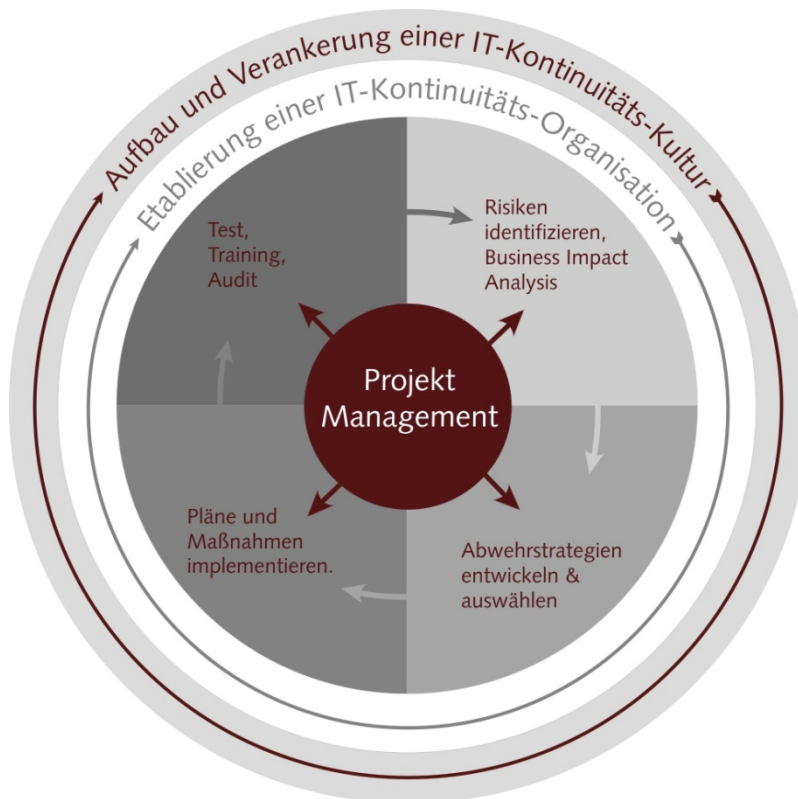 Aufbau und Verankerung einer IT-Kontinuitäts-Kultur
Etablierung einer IT-Kontinuitäts-Organisation
Test,
Training,
Audit
Risiken
identifizieren,
Business Impact
Analysis
Projekt
Management
Pläne und
Maßnahmen
implementieren.
Abwehrstrategien
entwickeln &
auswählen